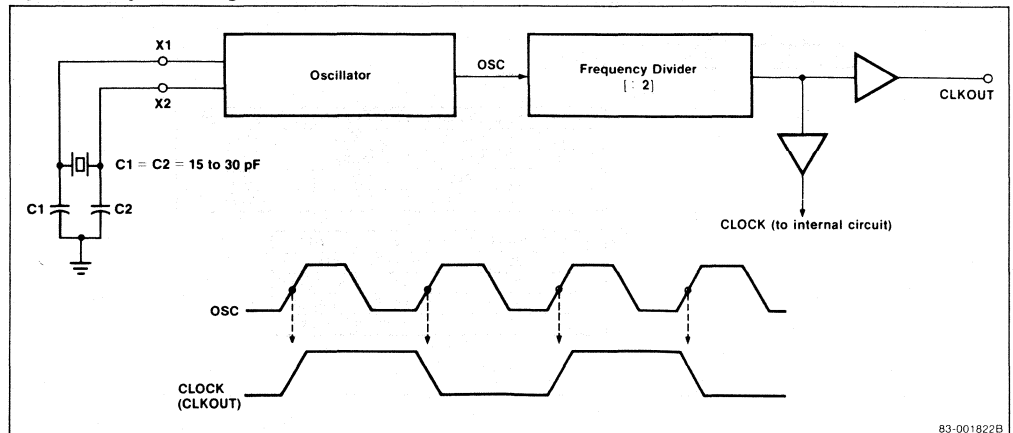 X1
X2
Oscillator
OSC
Frequency Divider
[ : 2]
CLKOUT
C1 = C2 = 15 to 30 pF
C1
C2
CLOCK (to internal circuit)
OSC
CLOCK
(CLKOUT)
83-001822B